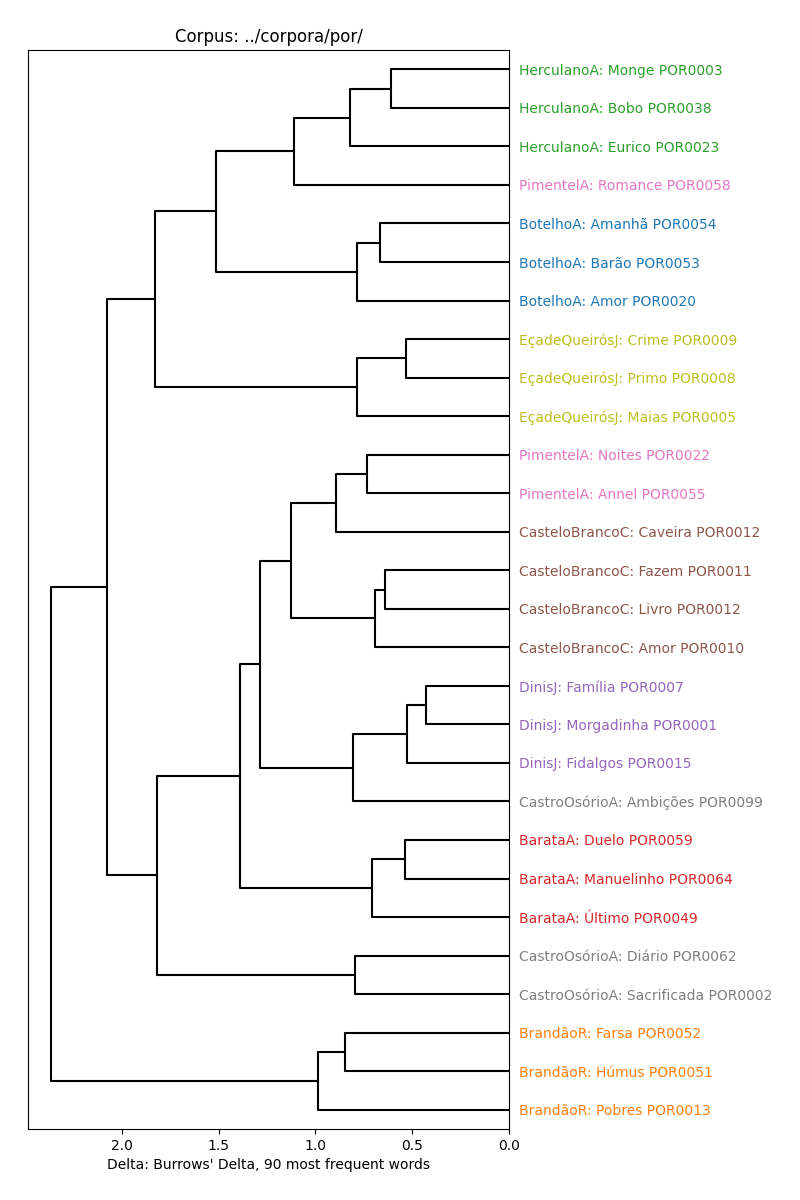 Corpus: ../corpora/por/
HerculanoA: Monge POR0003
HerculanoA: Bobo POR0038
HerculanoA: Eurico POR0023
PimentelA: Romance POR0058
BotelhoA: Amanhã POR0054
BotelhoA: Barão POR0053
BotelhoA: Amor POR0020
EçadeQueirósJ: Crime POR0009
EçadeQueirósJ: Primo POR0008
EçadeQueirósJ: Maias POR0005
PimentelA: Noites POR0022
PimentelA: Annel POR0055
CasteloBrancoC: Caveira POR0012
CasteloBrancoC: Fazem POR0011
CasteloBrancoC: Livro POR0012
CasteloBrancoC: Amor POR0010
DinisJ: Família POR0007
DinisJ: Morgadinha POR0001
DinisJ: Fidalgos POR0015
CastroOsórioA: Ambições POR0099
BarataA: Duelo POR0059
BarataA: Manuelinho POR0064
BarataA: Último POR0049
CastroOsórioA: Diário POR0062
CastroOsórioA: Sacrificada POR0002
BrandãoR: Farsa POR0052
BrandãoR: Húmus POR0051
BrandãoR: Pobres POR0013
2.0 1.5 1.0 0.5 0.0
Delta: Burrows' Delta, 90 most frequent words